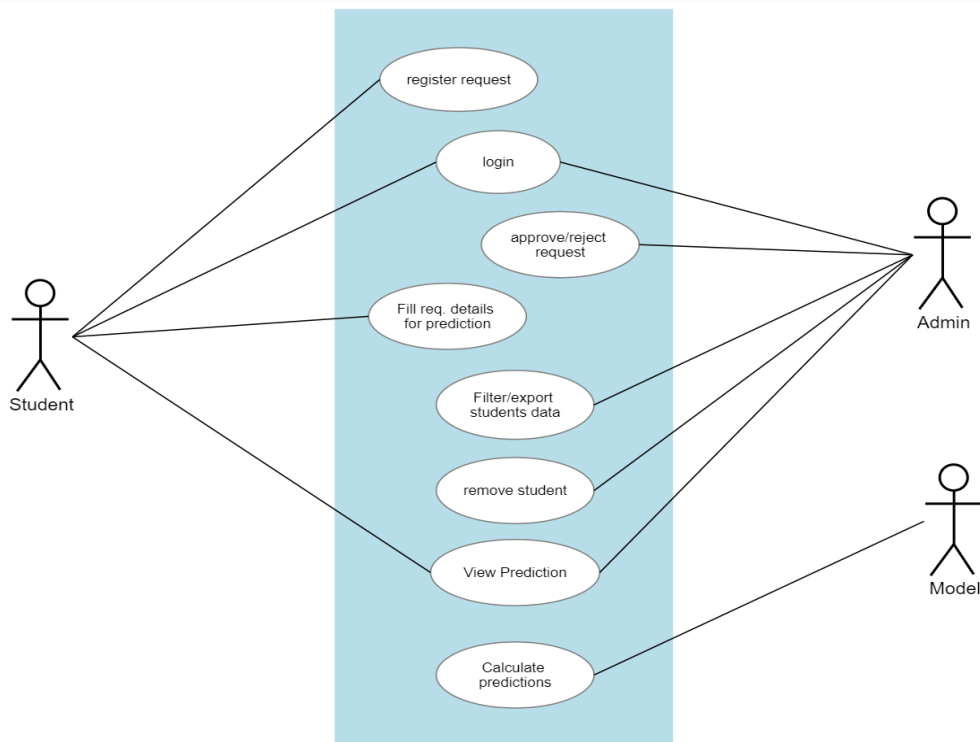 register request
login
approve/reject
request
Admin
Fill req. details
for prediction
Student
Filter/export
students data
remove student
View Prediction
Model
Calculate
predictions